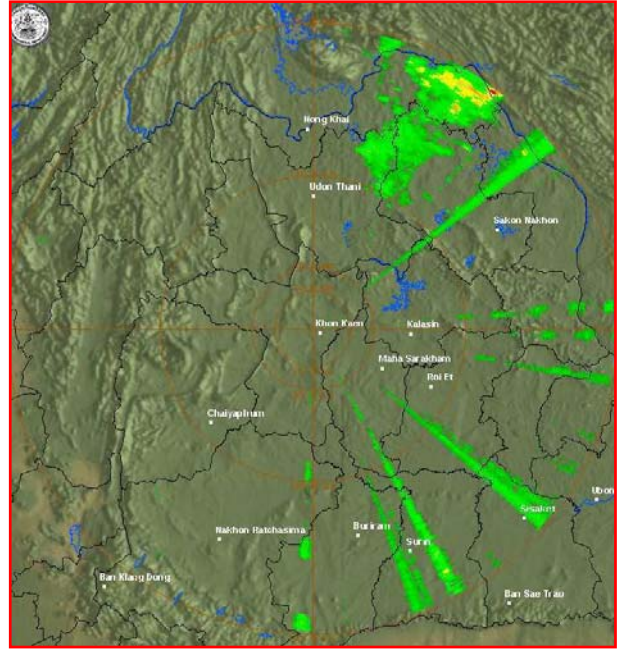 Nong Khai
Udon Thani
Sakon Nakhon
Khon Kaen
Kalasin
Maha Sarakham
Roi Et
Chaiyaphum
Ubon
Sisaket
Nakhon Ratchasima
Buriram
Surin
Ban Klang Dong
Ban Sae Trau